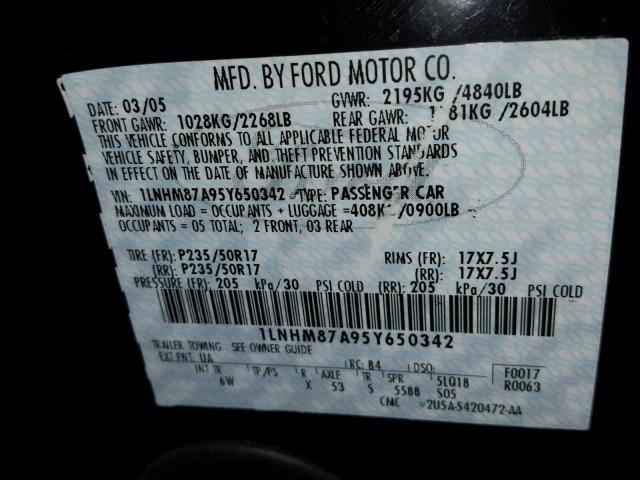 MFD. BY FORD MOTOR CO.
DATE: 03/05 GVWR: 2195KG /4840LB
FRONT GAWR: 1028KG/2268LB REAR GAWR: 1181KG /2604LB
THIS VEHICLE CONFORMS TO ALL APPLICABLE FEDERAL MOTOR
VEHICLE SAFETY, BUMPER, AND THEFT PREVENTION STANDARDS
IN EFFECT ON THE DATE OF MANUFACTURE SHOWN ABOVE.
VIN: 1LNHM87A95Y650342 TYPE: PASSENGER CAR
MAXIMUM LOAD = OCCUPANTS + LUGGAGE =408KG /0900LB
OCCUPANTS = 05 TOTAL; 2 FRONT, 03 REAR
TIRE (FR): P235/50R17 RIMS (FR): 17X7.5J
(RR): P235/50R17 (RR): 17X7.5J
PRESSURE (FR): 205 kPa/30 PSI COLD (RR): 205 kPa/30 PSI COLD
1LNHM87A95Y650342
TRAILER TOWING - SEE OWNER GUIDE
EXT PNT: UA RC: 84 DSO: F0017
INT TR TP/PS R AXLE TR SPR 5LQ18 R0063
6W X 53 S 5588 S05
CMC V2U5A-5420472-AA